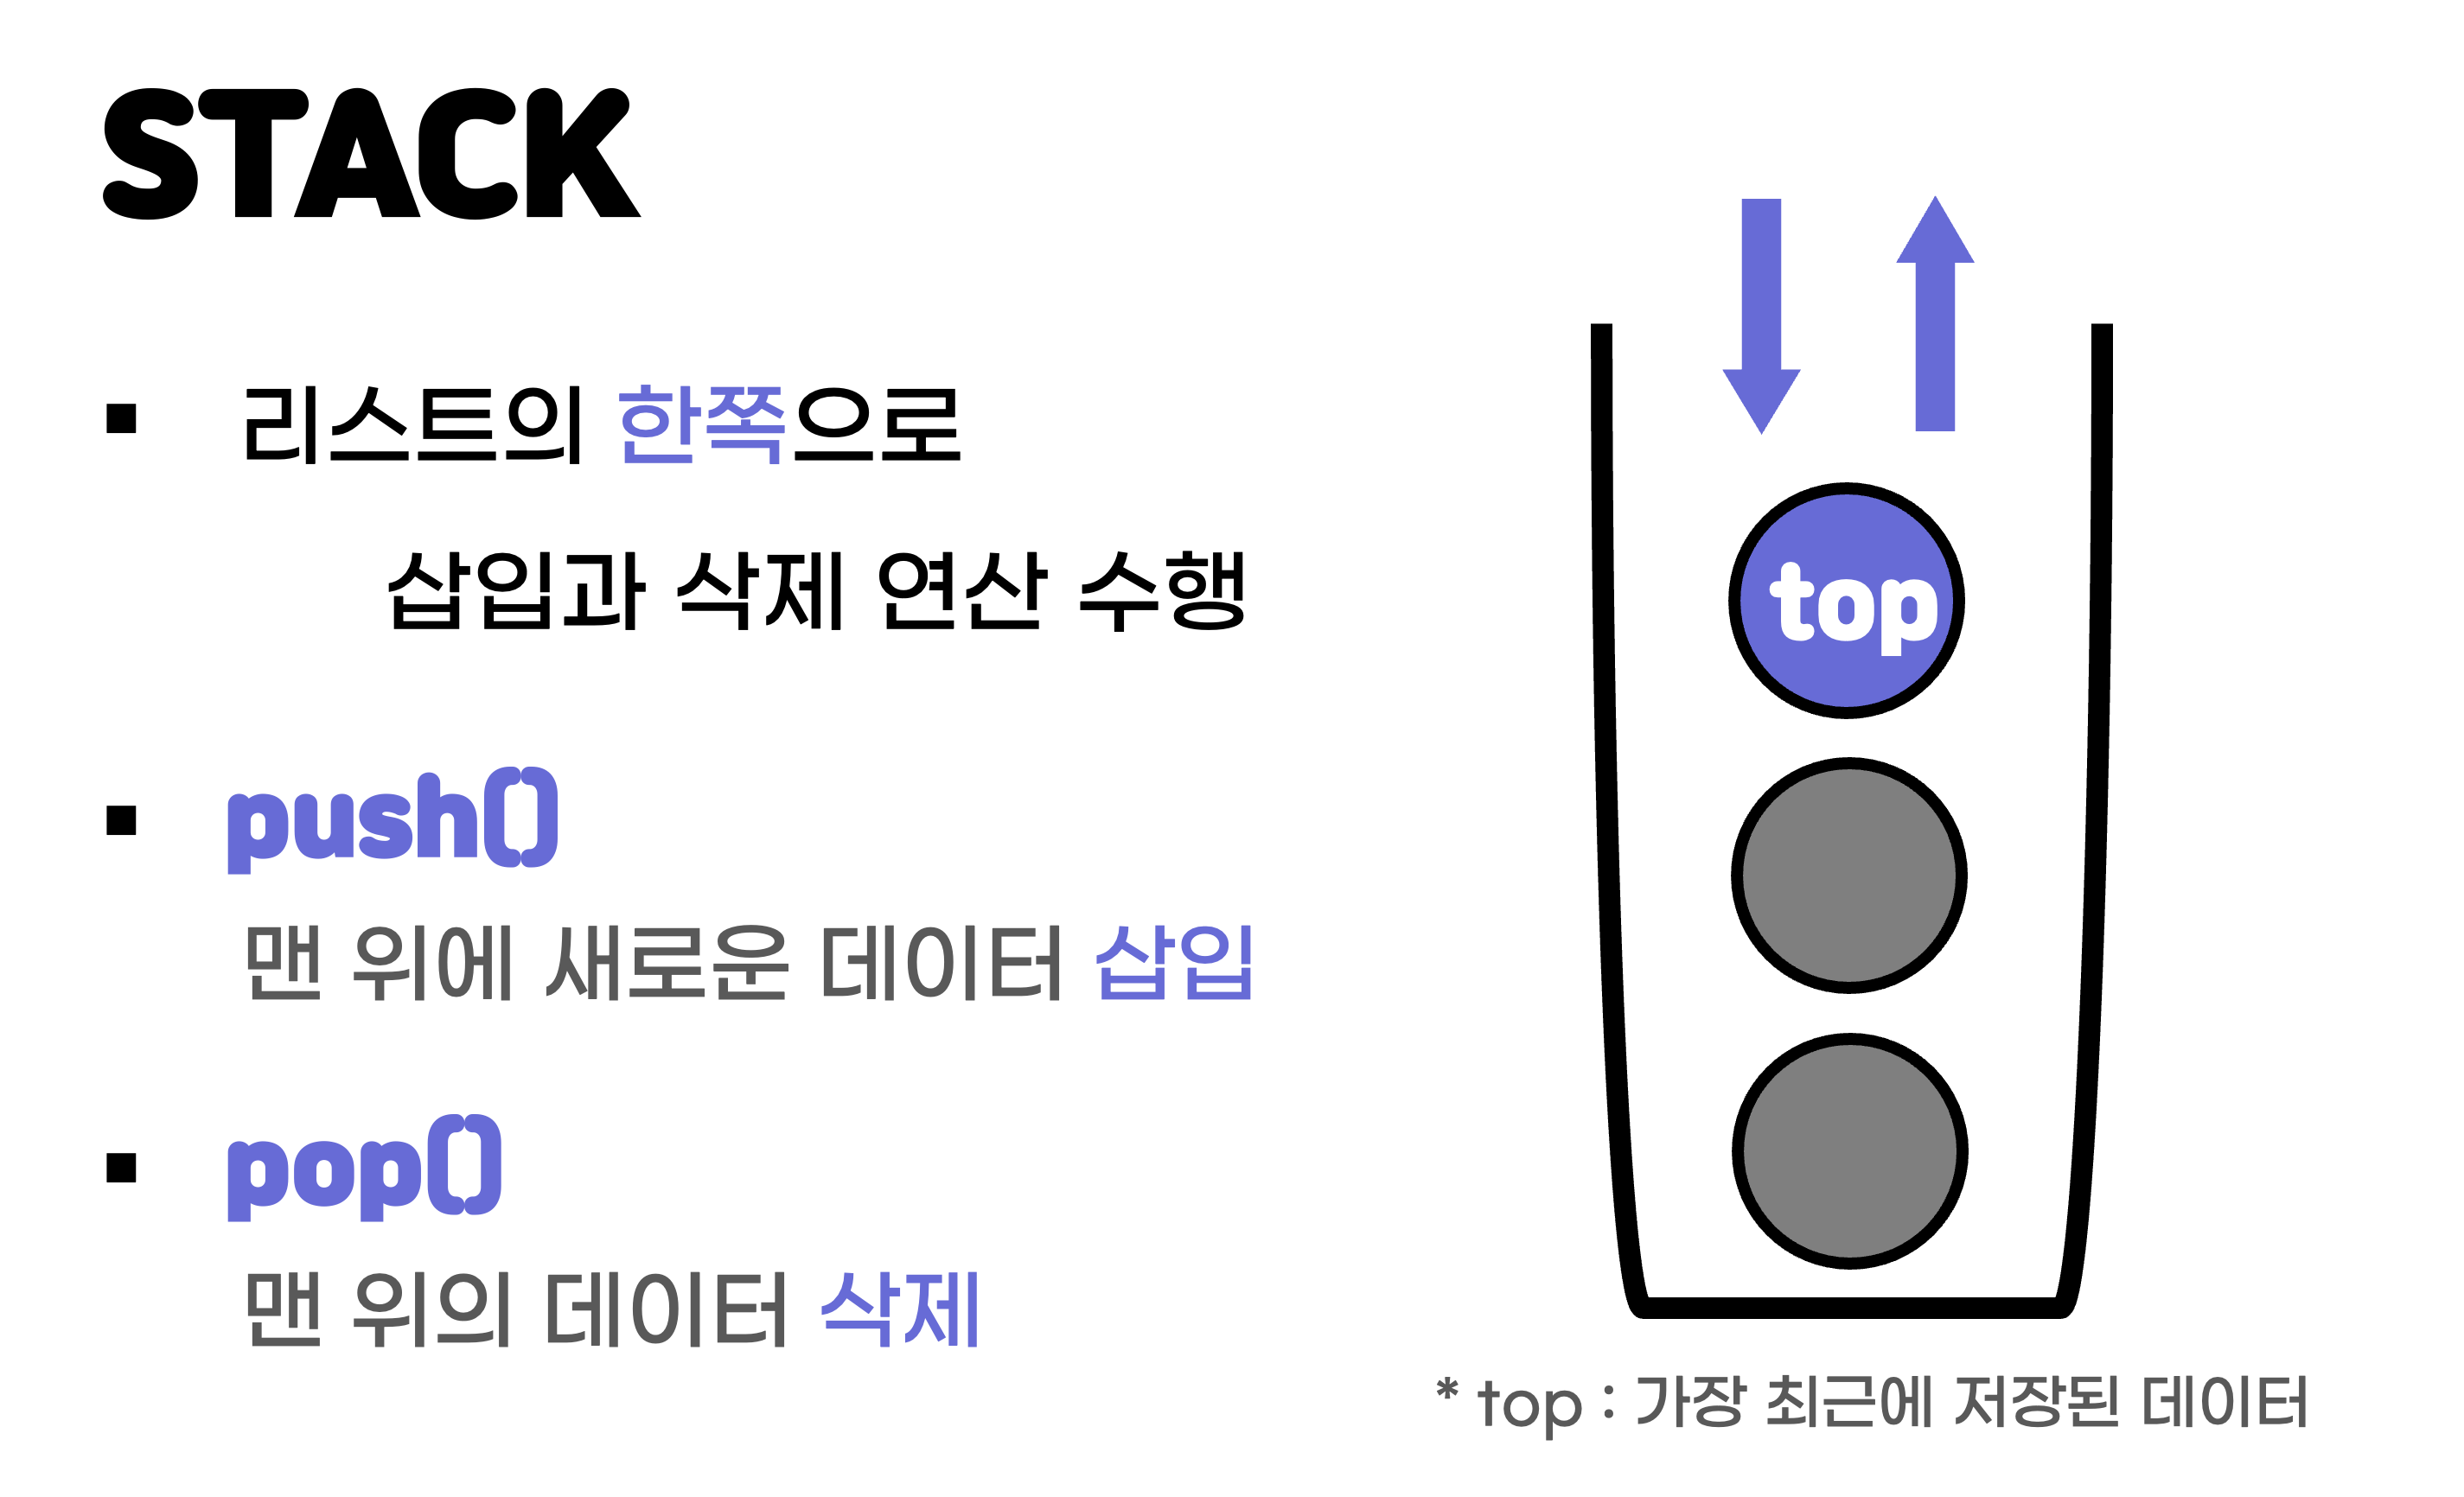 STACK
▪ 리스트의 한쪽으로
삽입과 삭제 연산 수행
▪ push()
맨 위에 새로운 데이터 삽입
▪ pop()
맨 위의 데이터 삭제
top
* top : 가장 최근에 저장된 데이터